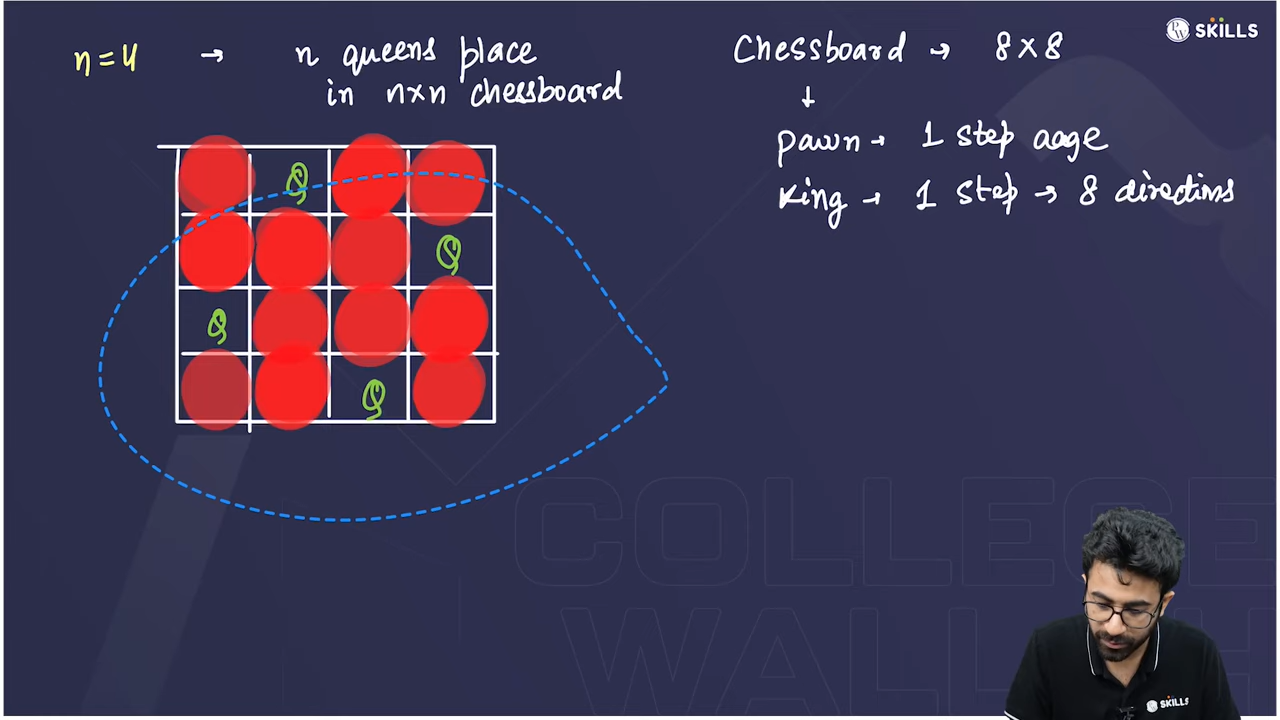 n=4 → n queens place
in n×n chessboard
Chessboard → 8×8
↓
pawn → 1 step aage
King → 1 step → 8 directions
Q
Q
Q
Q
PW SKILLS
SKILLS
COLLEGE
WALLAH